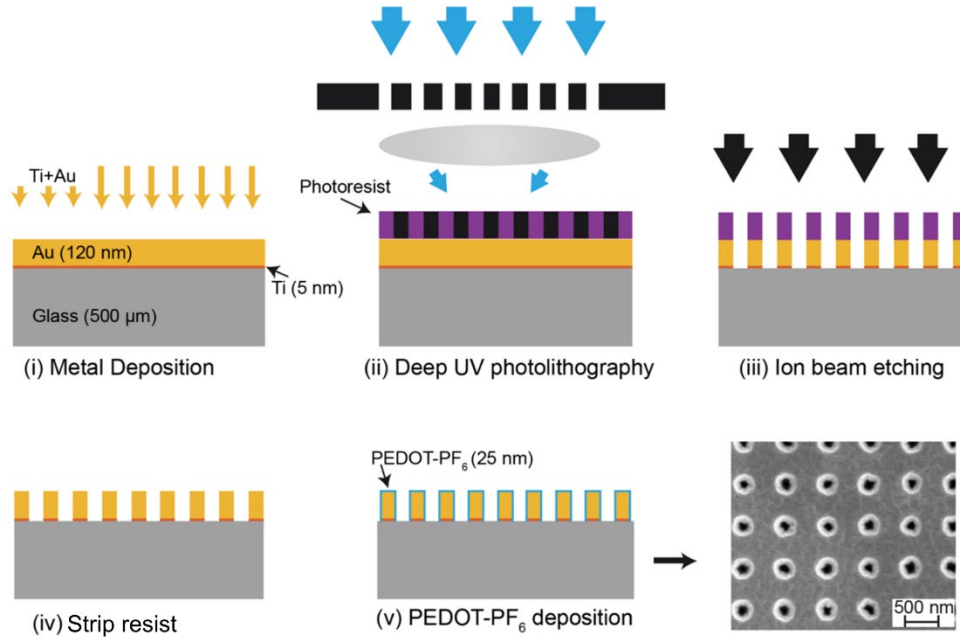 Ti+Au
Au (120 nm)
Ti (5 nm)
Glass (500 µm)
(i) Metal Deposition
Photoresist
(ii) Deep UV photolithography
(iii) Ion beam etching
(iv) Strip resist
PEDOT-PF₆ (25 nm)
(v) PEDOT-PF₆ deposition
500 nm